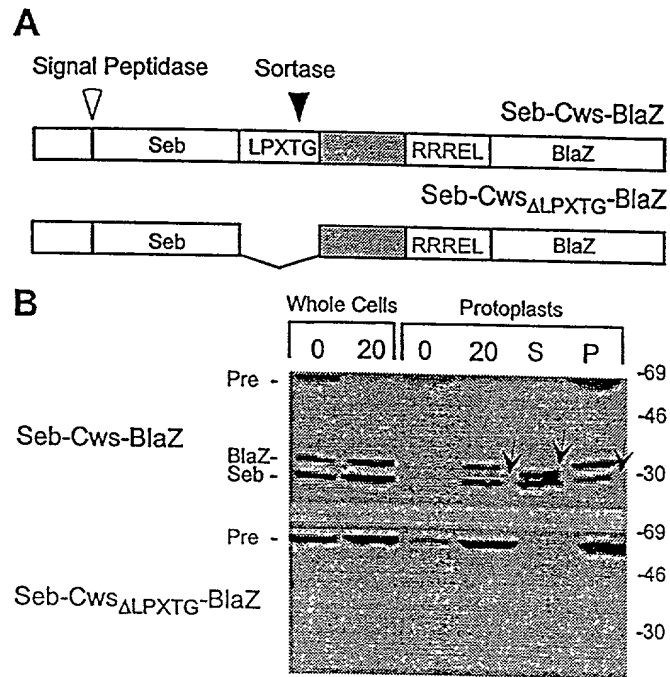 A
Signal Peptidase Sortase
Seb-Cws-BlaZ
Seb LPXTG RRREL BlaZ
Seb-CwsΔLPXTG-BlaZ
Seb RRREL BlaZ
B
Whole Cells Protoplasts
0 20 0 20 S P
Pre - -69
-46
Seb-Cws-BlaZ
BlaZ-
Seb - -30
Pre - -69
-46
Seb-CwsΔLPXTG-BlaZ
-30